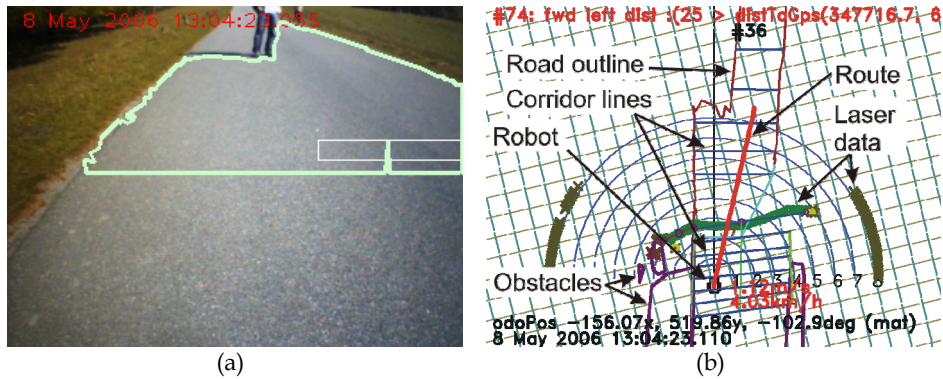 8 May 2006 13:04:23.055
#74: fwd left dist :(25 > distToGps(347716.7, 6
#36
Road outline
Route
Corridor lines
Laser
data
Robot
Obstacles
1 2 3 4 5 6 7 8
1.12m/s
4.03km/h
odoPos -156.07x, 519.86y, -102.9deg (mat)
8 May 2006 13:04:23.110
(a)
(b)